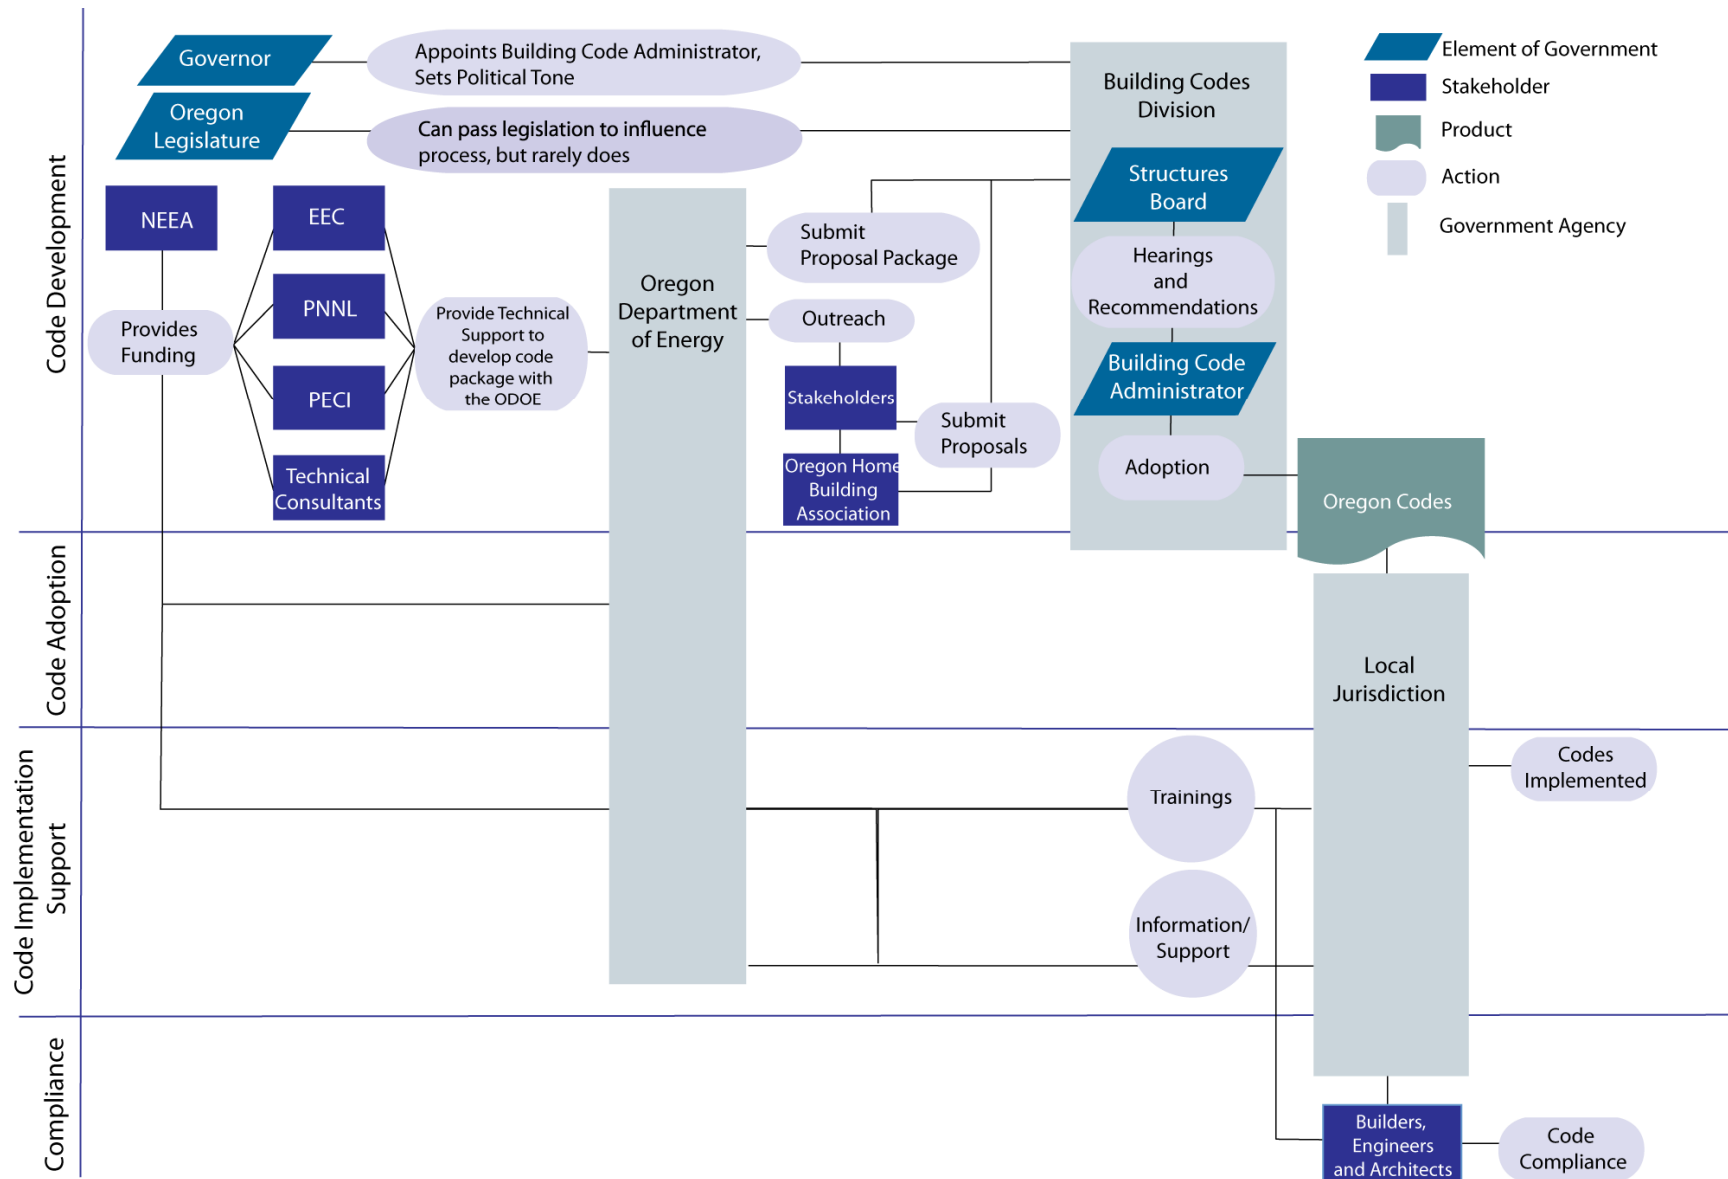 Governor
Appoints Building Code Administrator,
Sets Political Tone
Oregon
Legislature
Can pass legislation to influence
process, but rarely does
Building Codes
Division
Element of Government
Stakeholder
Product
Action
Government Agency
Code Development
NEEA
Provides
Funding
EEC
PNNL
PECI
Technical
Consultants
Provide Technical
Support to
develop code
package with
the ODOE
Oregon
Department
of Energy
Submit
Proposal Package
Outreach
Stakeholders
Submit
Proposals
Oregon Home
Building
Association
Structures
Board
Hearings
and
Recommendations
Building Code
Administrator
Adoption
Oregon Codes
Code Adoption
Local
Jurisdiction
Code Implementation
Support
Trainings
Information/
Support
Codes
Implemented
Compliance
Builders,
Engineers
and Architects
Code
Compliance